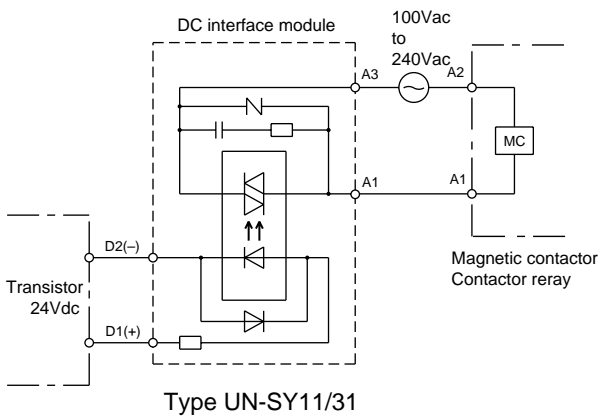 DC interface module
100Vac
to
240Vac
A3
A2
MC
A1
A1
D2(–)
Magnetic contactor
Contactor reray
Transistor
24Vdc
D1(+)
Type UN-SY11/31